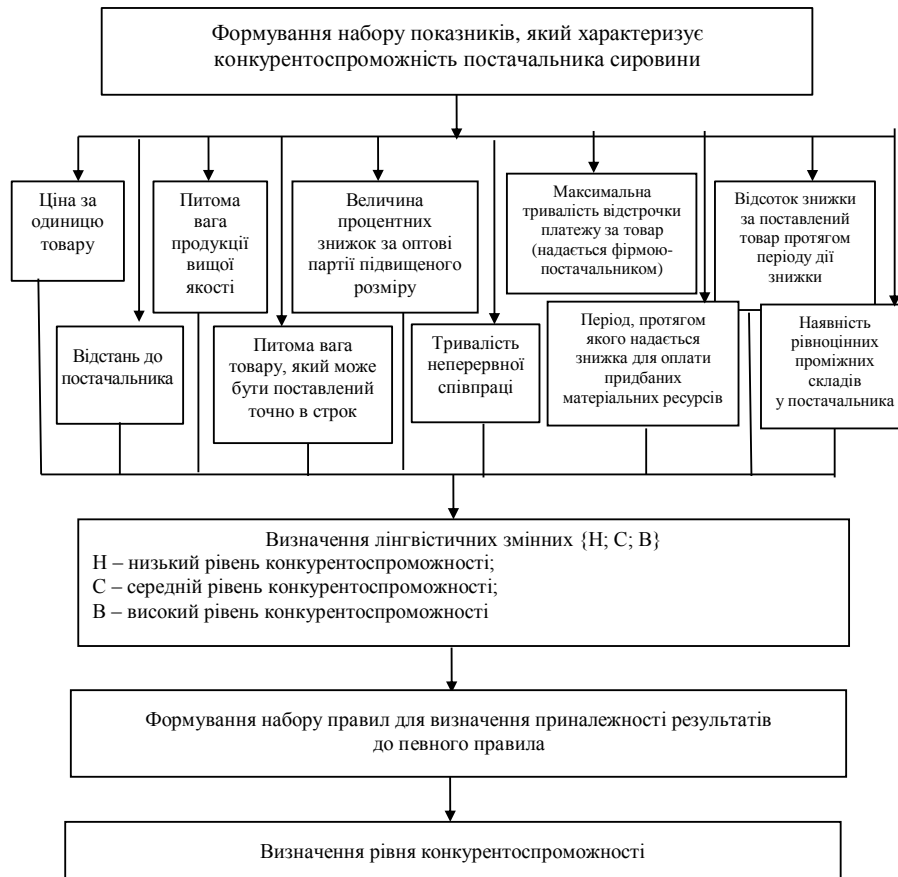 Формування набору показників, який характеризує
конкурентоспроможність постачальника сировини
Ціна за
одиницю
товару
Питома
вага
продукції
вищої
якості
Величина
процентних
знижок за оптові
партії підвищеного
розміру
Максимальна
тривалість відстрочки
платежу за товар
(надається фірмою-
постачальником)
Відсоток знижки
за поставлений
товар протягом
періоду дії
знижки
Відстань до
постачальника
Питома вага
товару, який може
бути поставлений
точно в строк
Тривалість
неперервної
співпраці
Період, протягом
якого надається
знижка для оплати
придбаних
матеріальних ресурсів
Наявність
рівноцінних
проміжних
складів
у постачальника
Визначення лінгвістичних змінних {Н; С; В}
Н – низький рівень конкурентоспроможності;
С – середній рівень конкурентоспроможності;
В – високий рівень конкурентоспроможності
Формування набору правил для визначення приналежності результатів
до певного правила
Визначення рівня конкурентоспроможності